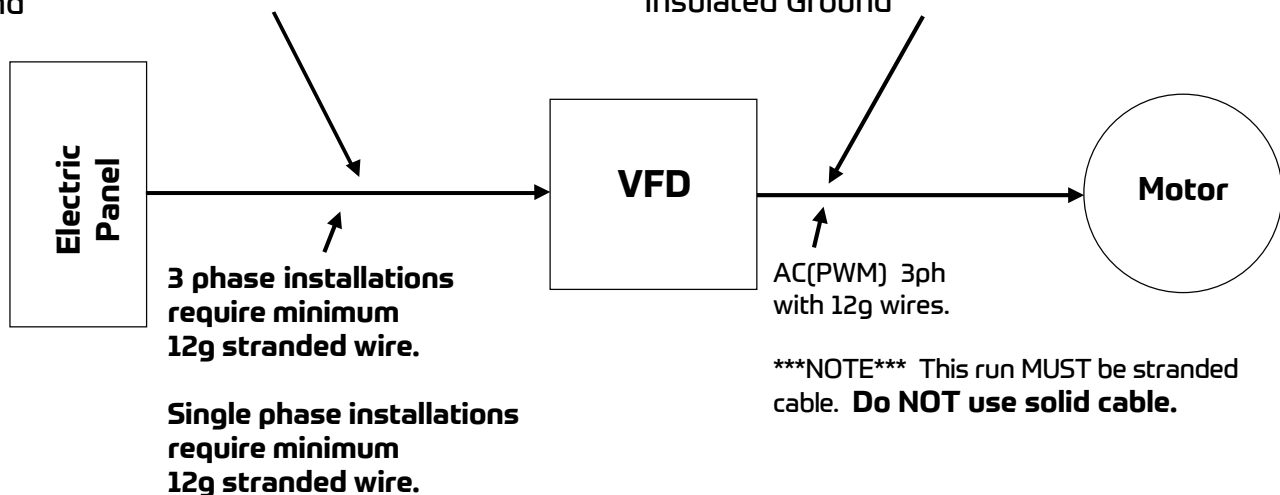 Insulated Ground
Electric
Panel
VFD
Motor
3 phase installations
require minimum
12g stranded wire.
Single phase installations
require minimum
12g stranded wire.
AC(PWM) 3ph
with 12g wires.
***NOTE*** This run MUST be stranded
cable. Do NOT use solid cable.